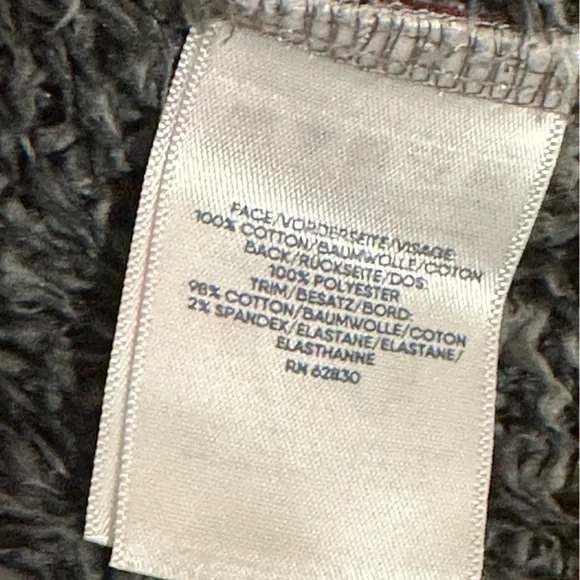 FACE/VORDERSEITE/VISAGE:
100% COTTON/BAUMWOLLE/COTON
BACK/RÜCKSEITE/DOS:
100% POLYESTER
TRIM/BESATZ/BORD:
98% COTTON/BAUMWOLLE/COTON
2% SPANDEX/ELASTANE/ELASTANE/
ÉLASTHANNE
RN 62830